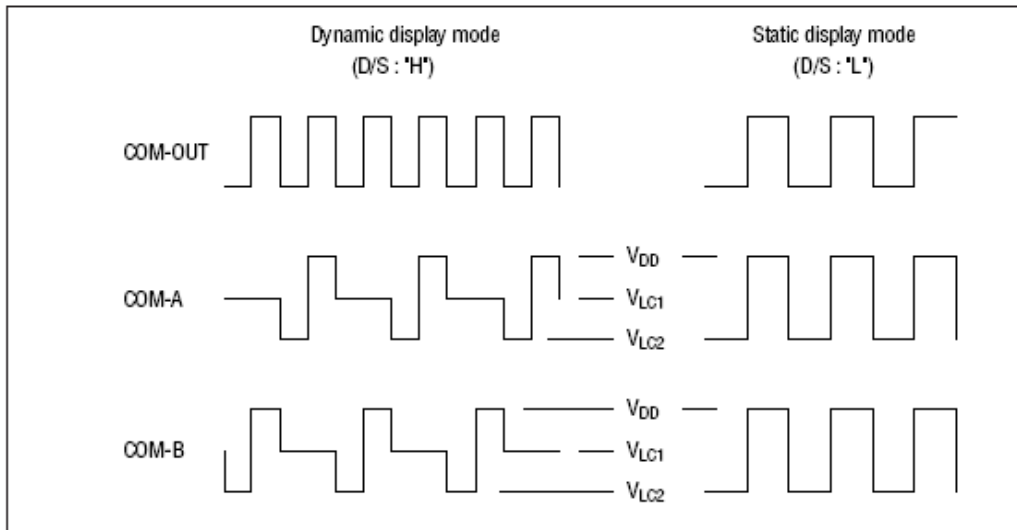 Dynamic display mode
(D/S : "H")
Static display mode
(D/S : "L")
COM-OUT
COM-A
VDD
VLC1
VLC2
COM-B
VDD
VLC1
VLC2